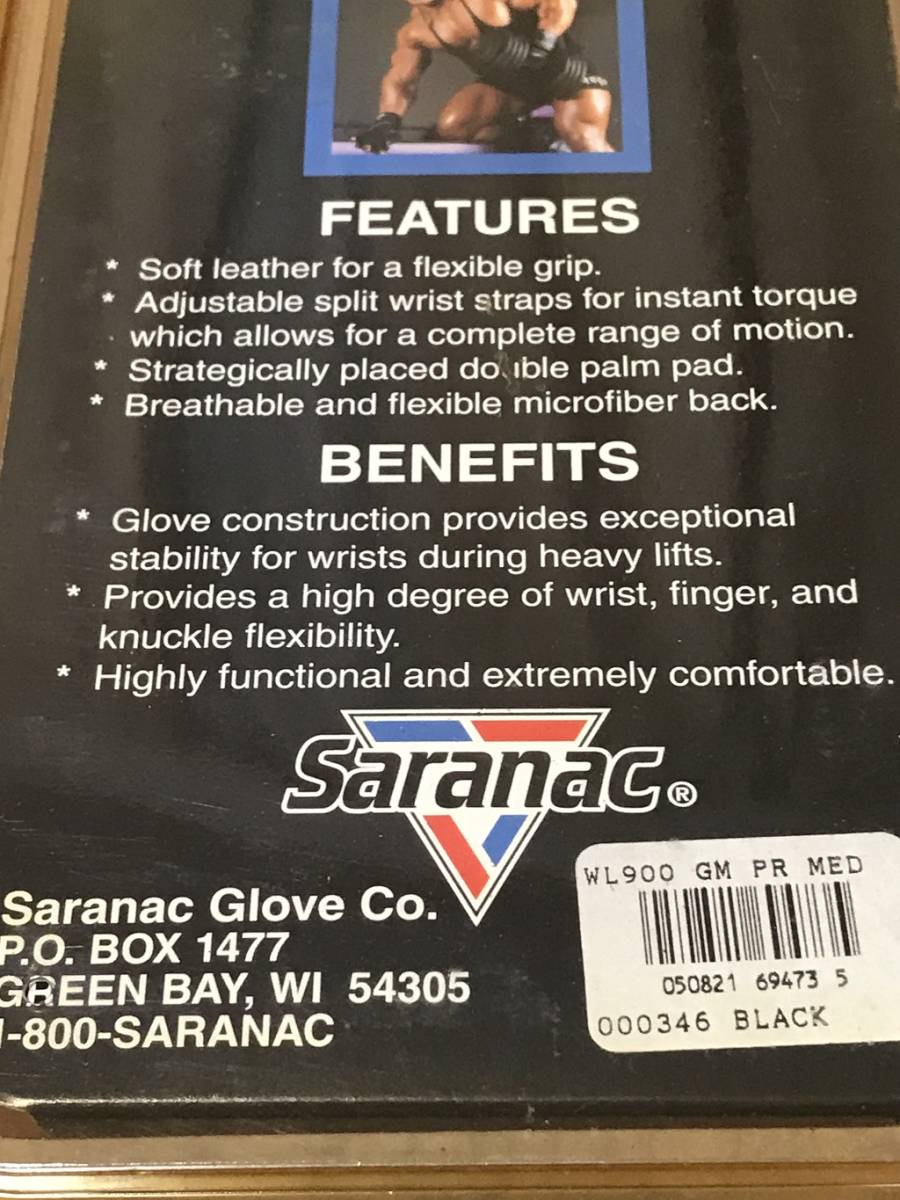 FEATURES
* Soft leather for a flexible grip.
* Adjustable split wrist straps for instant torque
which allows for a complete range of motion.
* Strategically placed double palm pad.
* Breathable and flexible microfiber back.
BENEFITS
* Glove construction provides exceptional
stability for wrists during heavy lifts.
* Provides a high degree of wrist, finger, and
knuckle flexibility.
* Highly functional and extremely comfortable.
Saranac®
Saranac Glove Co.
P.O. BOX 1477
GREEN BAY, WI 54305
1-800-SARANAC
WL900 GM PR MED
050821 69473 5
000346 BLACK